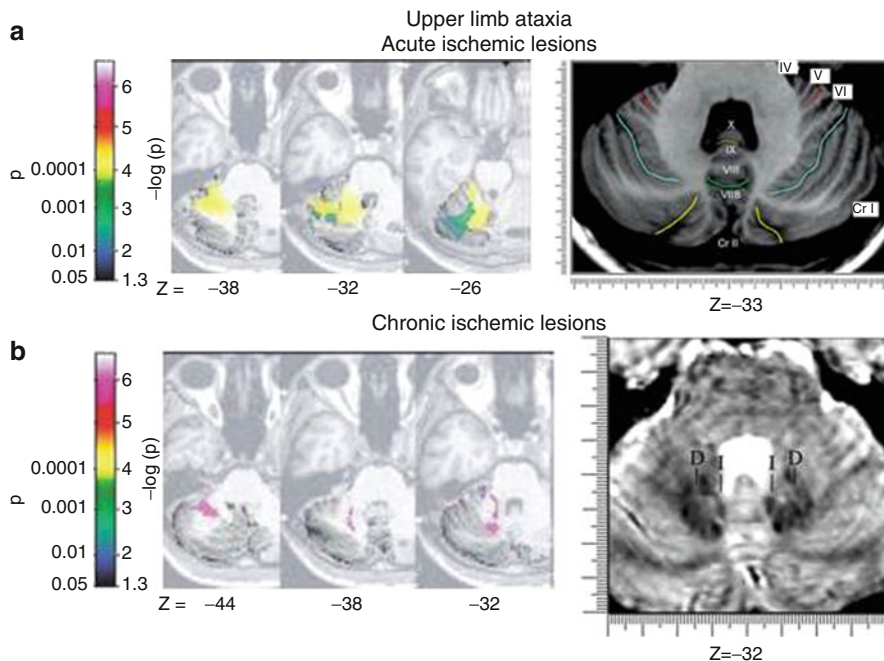 Upper limb ataxia
a
Acute ischemic lesions
p
0.0001
0.001
0.01
0.05
6
5
4
3
2
1.3
–log (p)
Z = –38 –32 –26
IV
V
VI
X
IX
VIII
VIIB
Cr I
Cr II
Z=–33
Chronic ischemic lesions
b
p
0.0001
0.001
0.01
0.05
6
5
4
3
2
1.3
–log (p)
Z = –44 –38 –32
D I I D
Z=–32